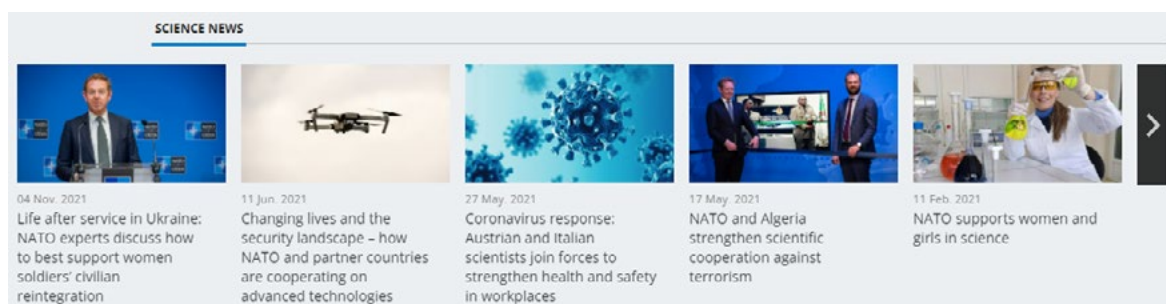 SCIENCE NEWS
04 Nov. 2021
Life after service in Ukraine:
NATO experts discuss how
to best support women
soldiers' civilian
reintegration
11 Jun. 2021
Changing lives and the
security landscape – how
NATO and partner countries
are cooperating on
advanced technologies
27 May. 2021
Coronavirus response:
Austrian and Italian
scientists join forces to
strengthen health and safety
in workplaces
17 May. 2021
NATO and Algeria
strengthen scientific
cooperation against
terrorism
11 Feb. 2021
NATO supports women and
girls in science